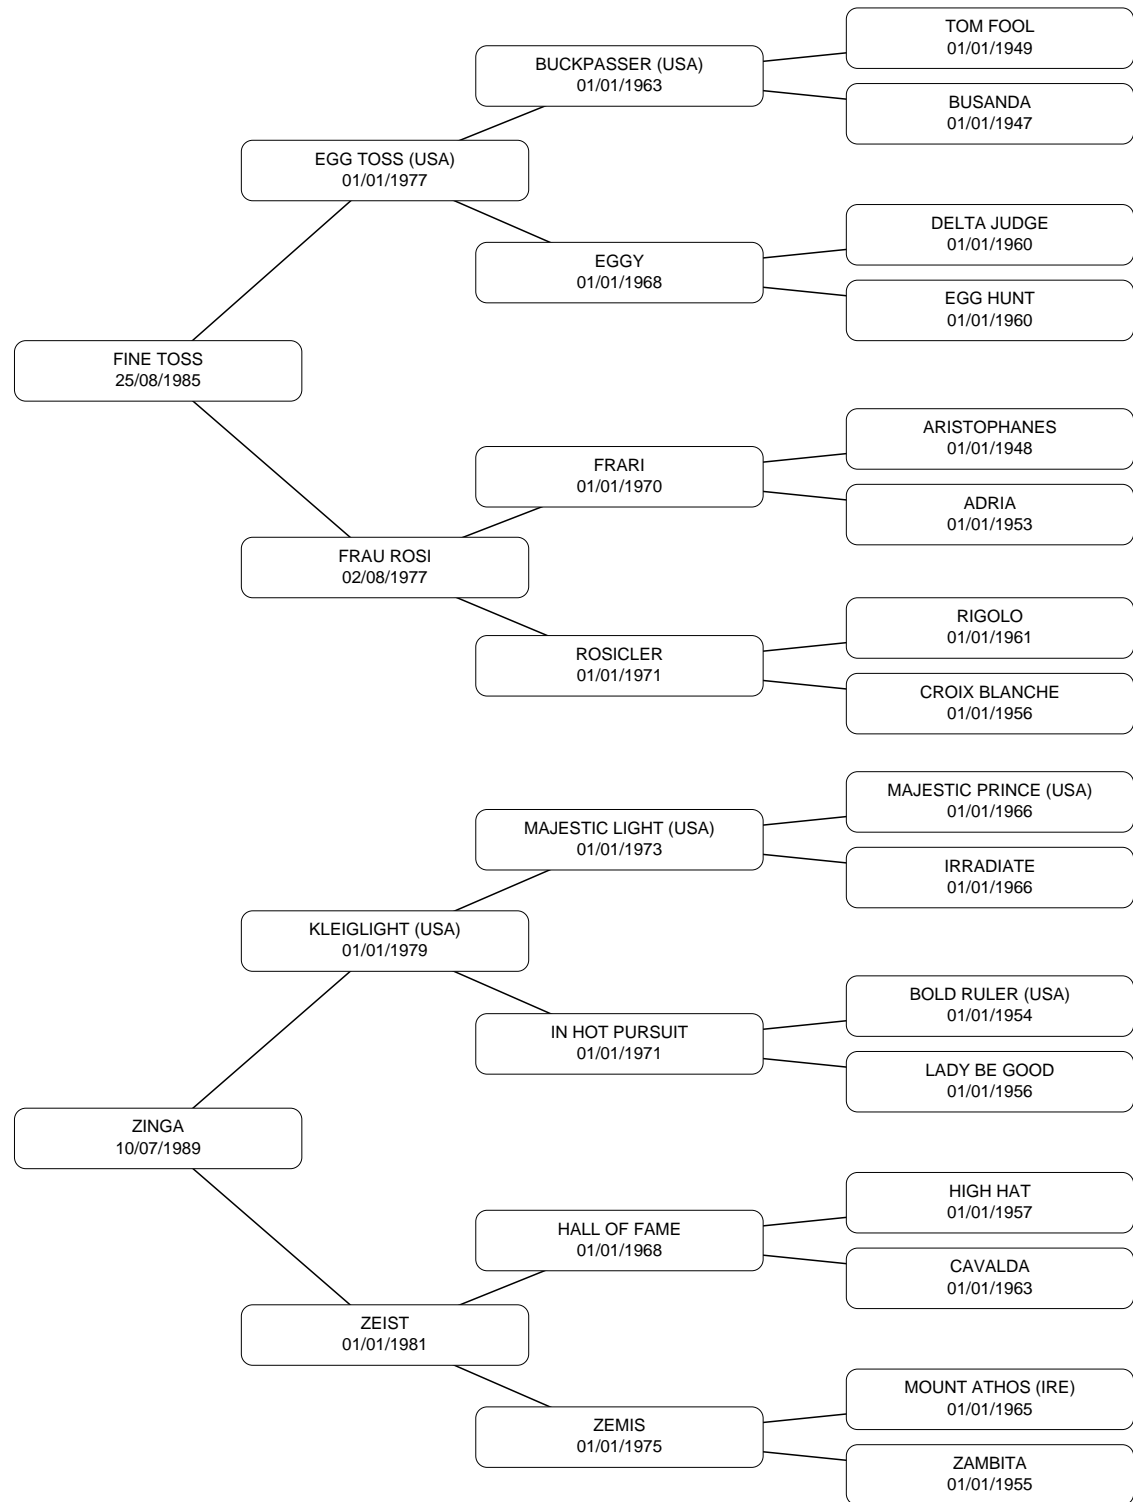 TOM FOOL
01/01/1949
BUCKPASSER (USA)
01/01/1963
BUSANDA
01/01/1947
EGG TOSS (USA)
01/01/1977
DELTA JUDGE
01/01/1960
EGGY
01/01/1968
EGG HUNT
01/01/1960
FINE TOSS
25/08/1985
ARISTOPHANES
01/01/1948
FRARI
01/01/1970
ADRIA
01/01/1953
FRAU ROSI
02/08/1977
RIGOLO
01/01/1961
ROSICLER
01/01/1971
CROIX BLANCHE
01/01/1956
MAJESTIC PRINCE (USA)
01/01/1966
MAJESTIC LIGHT (USA)
01/01/1973
IRRADIATE
01/01/1966
KLEIGLIGHT (USA)
01/01/1979
BOLD RULER (USA)
01/01/1954
IN HOT PURSUIT
01/01/1971
LADY BE GOOD
01/01/1956
ZINGA
10/07/1989
HIGH HAT
01/01/1957
HALL OF FAME
01/01/1968
CAVALDA
01/01/1963
ZEIST
01/01/1981
MOUNT ATHOS (IRE)
01/01/1965
ZEMIS
01/01/1975
ZAMBITA
01/01/1955